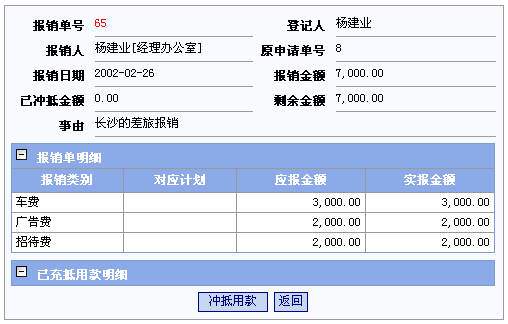 报销单号 65 登记人 杨建业
报销人 杨建业[经理办公室] 原申请单号 8
报销日期 2002-02-26 报销金额 7,000.00
已冲抵金额 0.00 剩余金额 7,000.00
事由 长沙的差旅报销
报销单明细
报销类别 对应计划 应报金额 实报金额
车费 3,000.00 3,000.00
广告费 2,000.00 2,000.00
招待费 2,000.00 2,000.00
已充抵用款明细
冲抵用款 返回